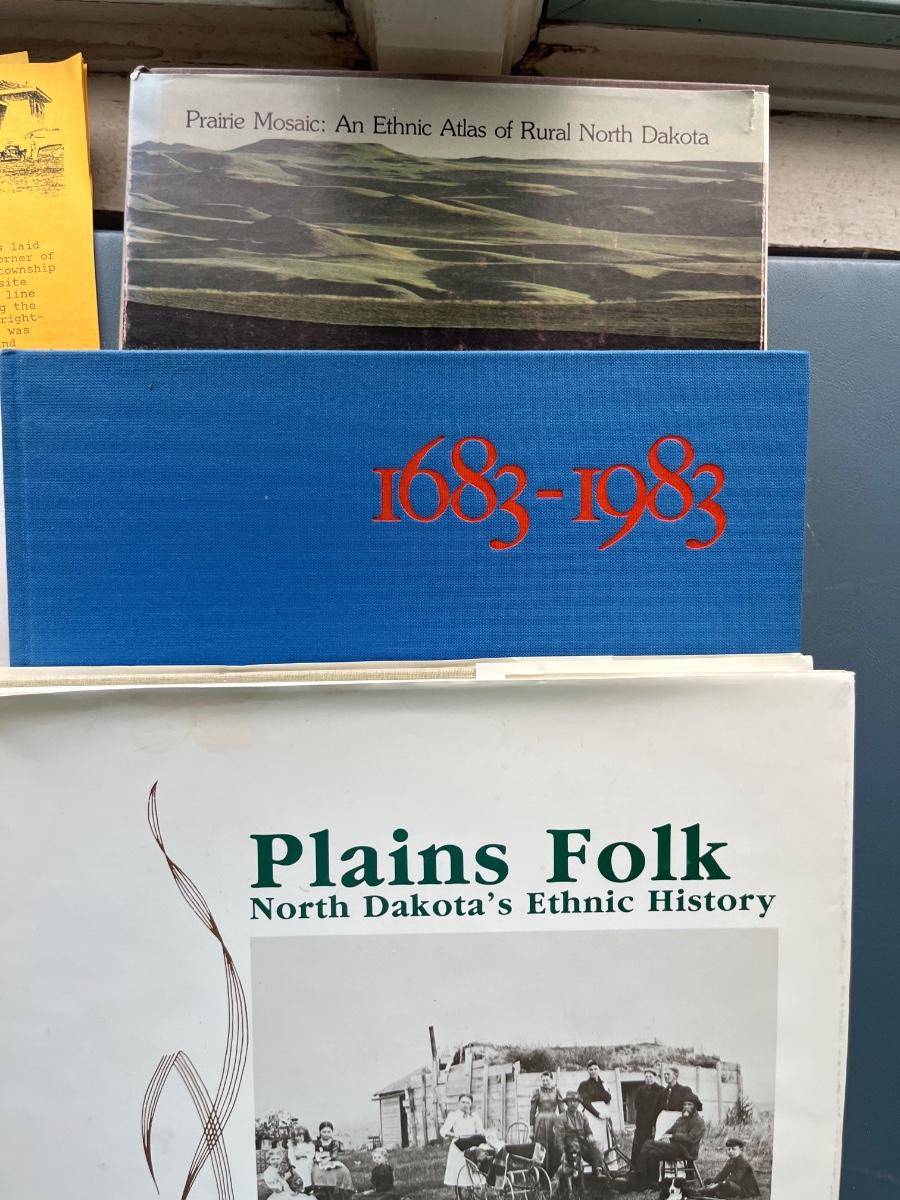 Prairie Mosaic: An Ethnic Atlas of Rural North Dakota
s laid
orner of
township
site
line
g the
right-
was
nd
1683-1983
Plains Folk
North Dakota's Ethnic History